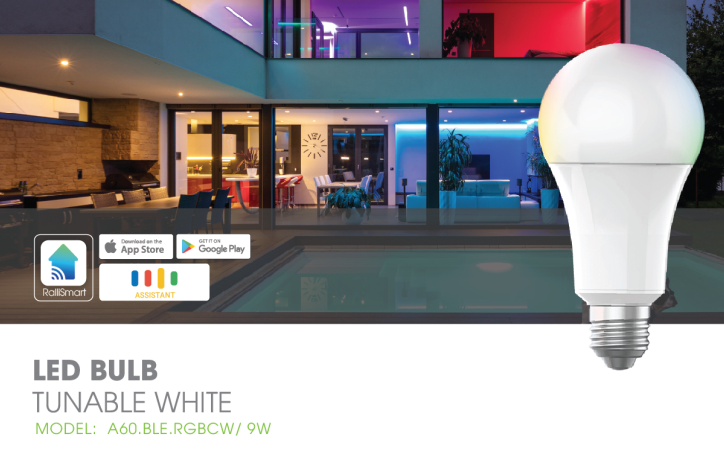 RalliSmart
Download on the
App Store
GET IT ON
Google Play
ASSISTANT
LED BULB
TUNABLE WHITE
MODEL: A60.BLE.RGBCW/ 9W